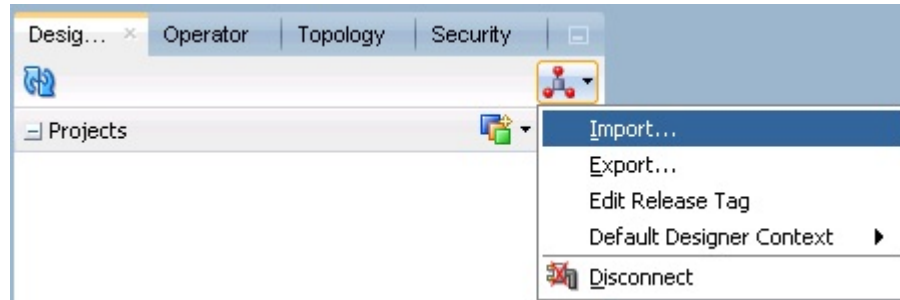 Desig... Operator Topology Security
Projects
Import...
Export...
Edit Release Tag
Default Designer Context
Disconnect